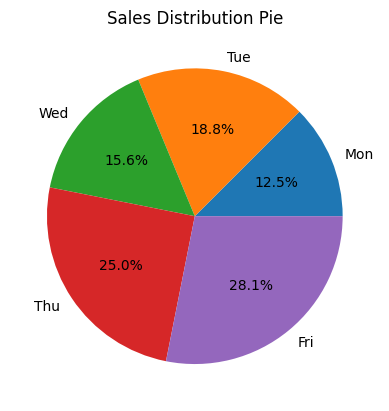 Sales Distribution Pie
Tue
Wed
18.8%
Mon
15.6%
12.5%
25.0%
28.1%
Thu
Fri